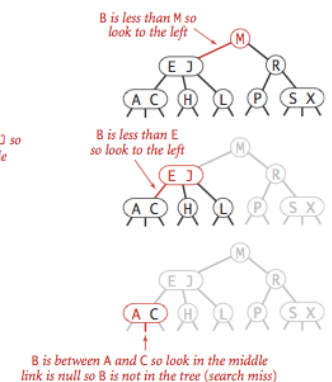 B is less than M so
look to the left
M
E J R
A C H L P S X
J so
B is less than E
so look to the left
M
E J R
A C H L P S X
M
E J R
A C H L P S X
B is between A and C so look in the middle
link is null so B is not in the tree (search miss)